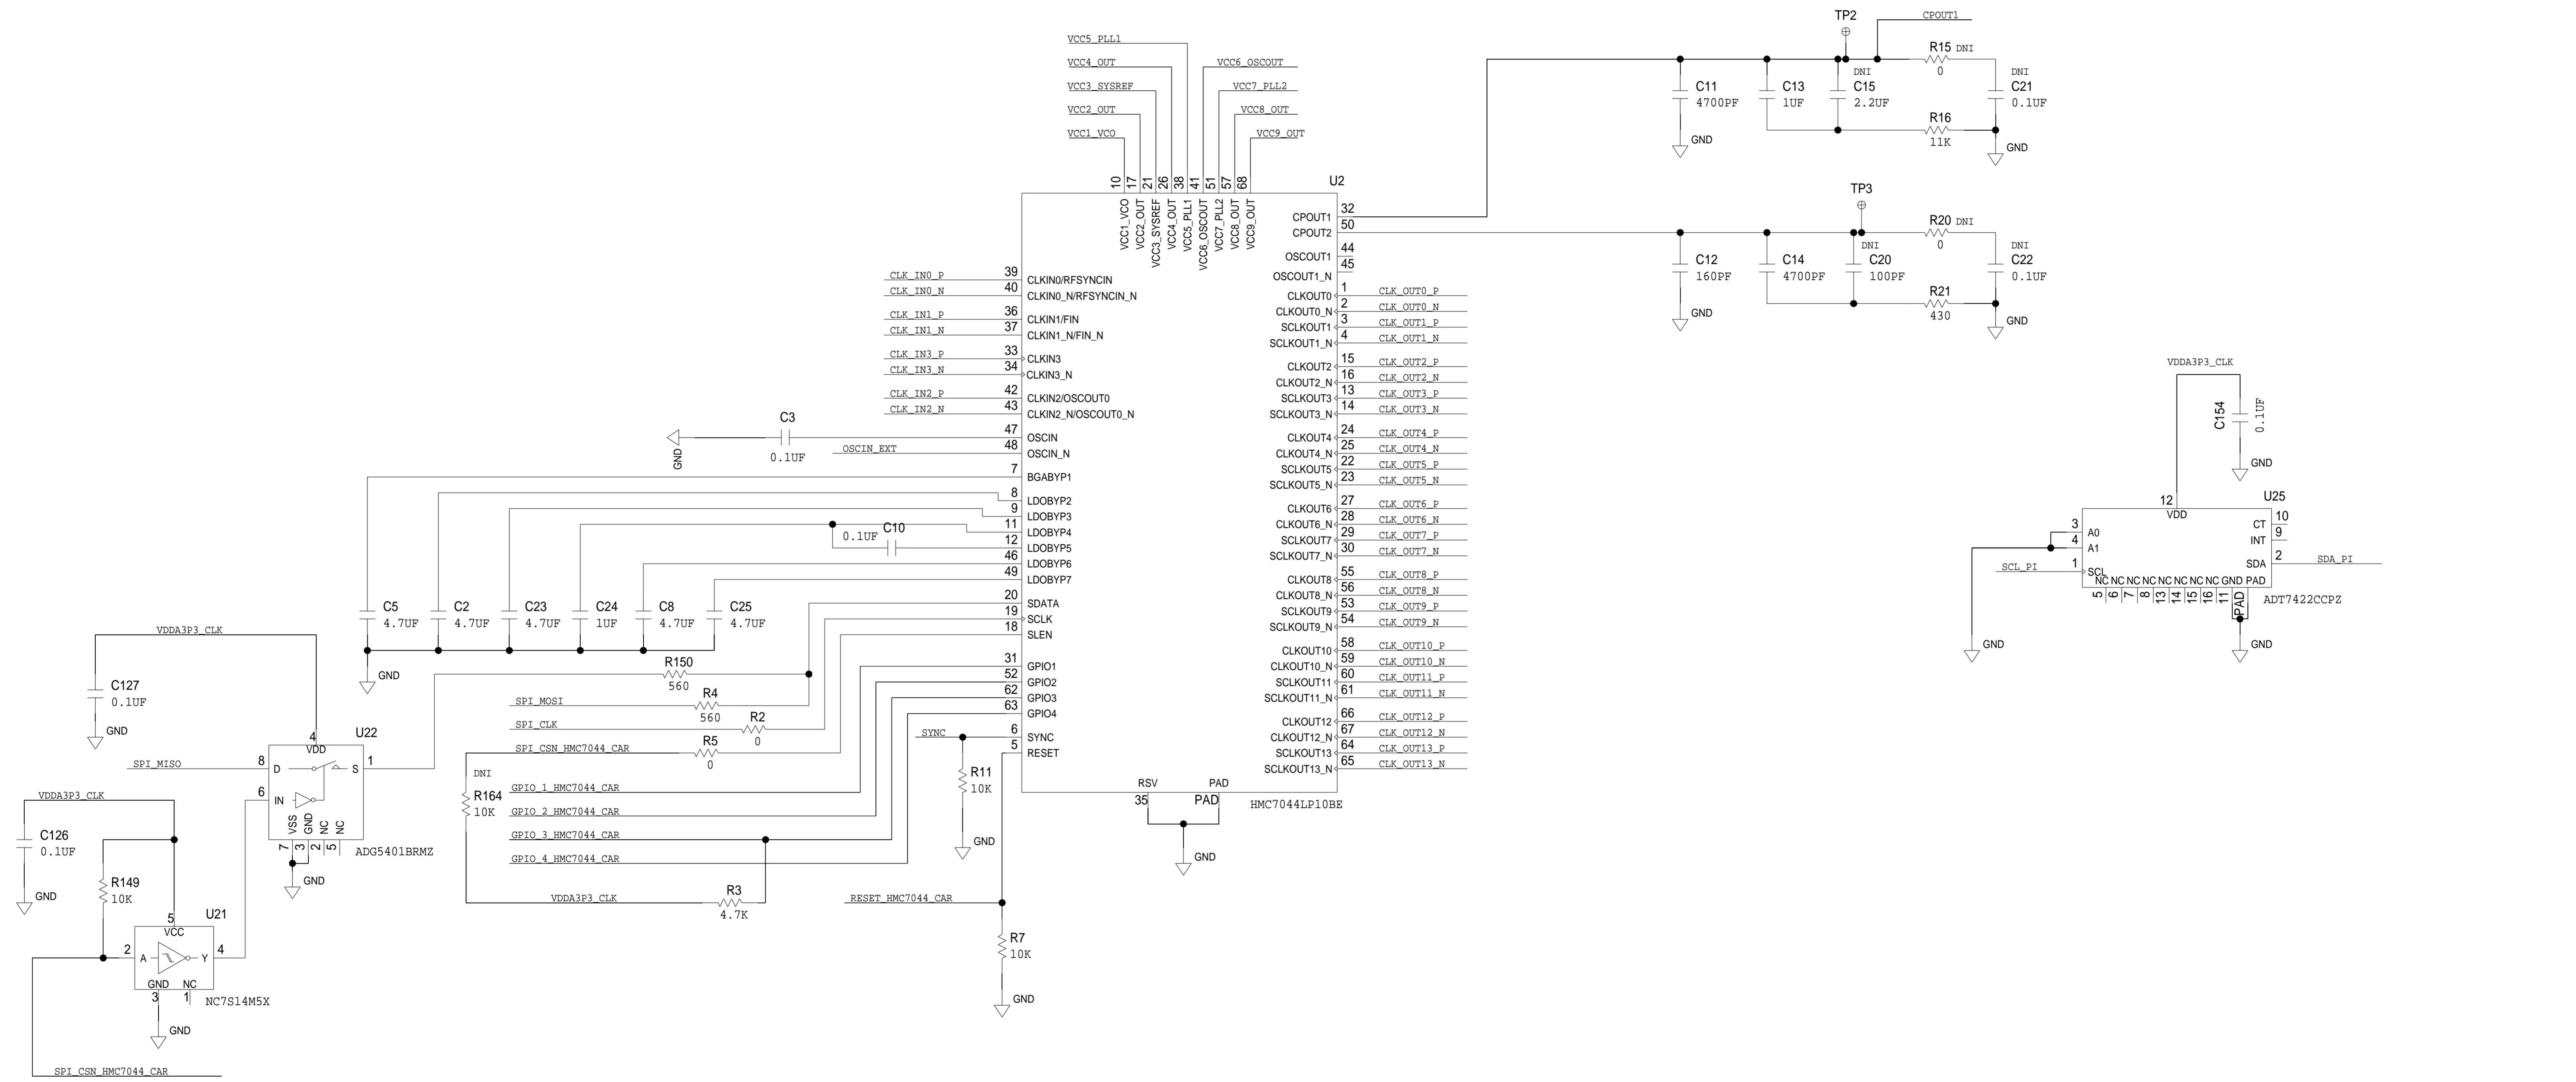 TP2
CPOUT1
VCC5_PLL1
VCC4_OUT
VCC6_OSCOUT
VCC3_SYSREF
VCC7_PLL2
VCC2_OUT
VCC8_OUT
VCC1_VCO
VCC9_OUT
R15 DNI
0
DNI
C15
2.2UF
DNI
C21
0.1UF
C11
4700PF
C13
1UF
R16
11K
GND
GND
TP3
R20 DNI
0
DNI
C20
100PF
DNI
C22
0.1UF
C12
160PF
C14
4700PF
R21
430
GND
GND
U2
10
17
21
26
38
41
51
57
68
VCC1_VCO
VCC2_OUT
VCC3_SYSREF
VCC4_OUT
VCC5_PLL1
VCC6_OSCOUT
VCC7_PLL2
VCC8_OUT
VCC9_OUT
CPOUT1 32
CPOUT2 50
OSCOUT1 44
OSCOUT1_N 45
CLKOUT0 1 CLK_OUT0_P
CLKOUT0_N 2 CLK_OUT0_N
SCLKOUT1 3 CLK_OUT1_P
SCLKOUT1_N 4 CLK_OUT1_N
CLKOUT2 15 CLK_OUT2_P
CLKOUT2_N 16 CLK_OUT2_N
SCLKOUT3 13 CLK_OUT3_P
SCLKOUT3_N 14 CLK_OUT3_N
CLKOUT4 24 CLK_OUT4_P
CLKOUT4_N 25 CLK_OUT4_N
SCLKOUT5 22 CLK_OUT5_P
SCLKOUT5_N 23 CLK_OUT5_N
CLKOUT6 27 CLK_OUT6_P
CLKOUT6_N 28 CLK_OUT6_N
SCLKOUT7 29 CLK_OUT7_P
SCLKOUT7_N 30 CLK_OUT7_N
CLKOUT8 55 CLK_OUT8_P
CLKOUT8_N 56 CLK_OUT8_N
SCLKOUT9 53 CLK_OUT9_P
SCLKOUT9_N 54 CLK_OUT9_N
CLKOUT10 58 CLK_OUT10_P
CLKOUT10_N 59 CLK_OUT10_N
SCLKOUT11 60 CLK_OUT11_P
SCLKOUT11_N 61 CLK_OUT11_N
CLKOUT12 66 CLK_OUT12_P
CLKOUT12_N 67 CLK_OUT12_N
SCLKOUT13 64 CLK_OUT13_P
SCLKOUT13_N 65 CLK_OUT13_N
CLK_IN0_P 39 CLKIN0/RFSYNCIN
CLK_IN0_N 40 CLKIN0_N/RFSYNCIN_N
CLK_IN1_P 36 CLKIN1/FIN
CLK_IN1_N 37 CLKIN1_N/FIN_N
CLK_IN3_P 33 CLKIN3
CLK_IN3_N 34 CLKIN3_N
CLK_IN2_P 42 CLKIN2/OSCOUT0
CLK_IN2_N 43 CLKIN2_N/OSCOUT0_N
GND
C3
0.1UF
47 OSCIN
OSCIN_EXT 48 OSCIN_N
7 BGABYP1
8 LDOBYP2
9 LDOBYP3
11 LDOBYP4
C10
0.1UF
12 LDOBYP5
46 LDOBYP6
49 LDOBYP7
20 SDATA
19 SCLK
18 SLEN
31 GPIO1
52 GPIO2
62 GPIO3
63 GPIO4
SYNC 6 SYNC
5 RESET
RSV PAD
35 PAD
HMC7044LP10BE
GND
C5
4.7UF
C2
4.7UF
C23
4.7UF
C24
1UF
C8
4.7UF
C25
4.7UF
GND
R150
560
SPI_MOSI
R4
560
SPI_CLK
R2
0
SPI_CSN_HMC7044_CAR
R5
0
DNI
R164
10K
GPIO_1_HMC7044_CAR
GPIO_2_HMC7044_CAR
GPIO_3_HMC7044_CAR
GPIO_4_HMC7044_CAR
VDDA3P3_CLK
R3
4.7K
R11
10K
GND
RESET_HMC7044_CAR
R7
10K
GND
VDDA3P3_CLK
C127
0.1UF
GND
U22
4
VDD
SPI_MISO 8 D S 1
6 IN
VSS GND NC NC
7 3 2 5
ADG5401BRMZ
GND
VDDA3P3_CLK
C126
0.1UF
GND
R149
10K
U21
5
VCC
2 A Y 4
GND NC
3 1
NC7S14M5X
GND
SPI_CSN_HMC7044_CAR
VDDA3P3_CLK
C154
0.1UF
GND
U25
12
VDD
3 A0
4 A1
SCL_PI 1 SCL
CT 10
INT 9
SDA 2 SDA_PI
NC NC NC NC NC NC NC NC GND PAD
5 6 7 8 13 14 15 16 11 PAD
ADT7422CCPZ
GND
GND